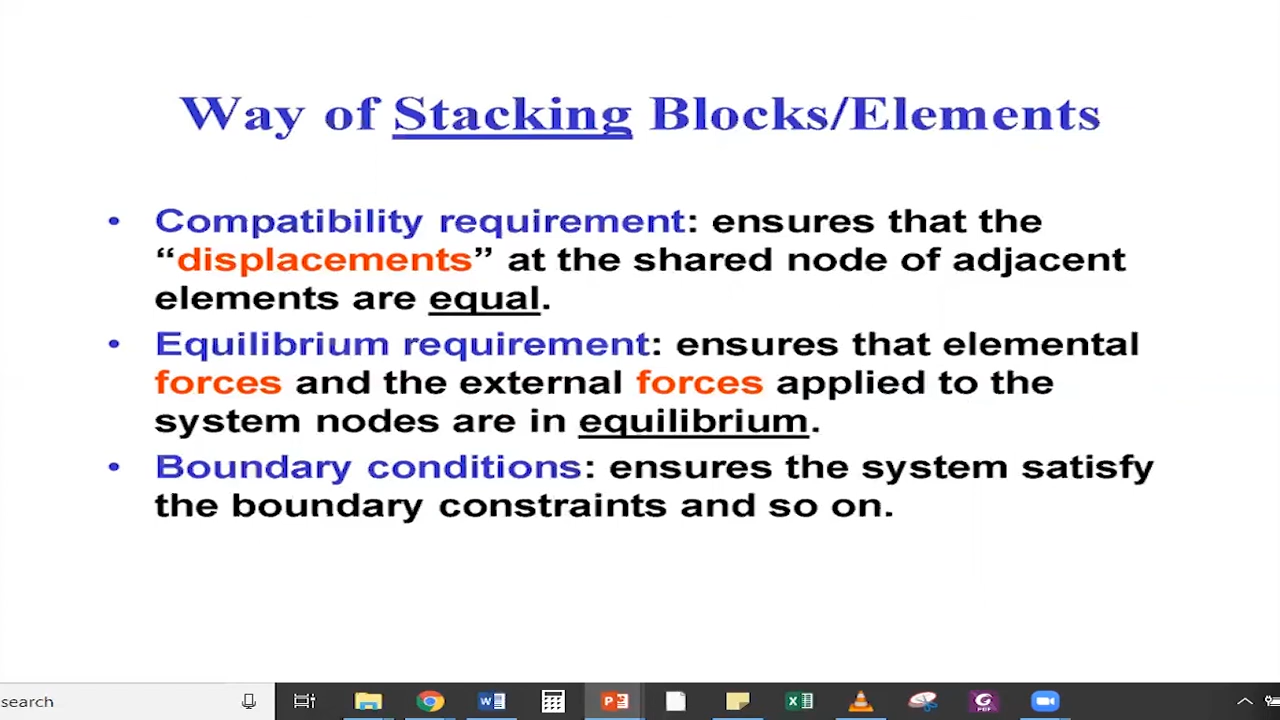 Way of Stacking Blocks/Elements
• Compatibility requirement: ensures that the
“displacements” at the shared node of adjacent
elements are equal.
• Equilibrium requirement: ensures that elemental
forces and the external forces applied to the
system nodes are in equilibrium.
• Boundary conditions: ensures the system satisfy
the boundary constraints and so on.
search